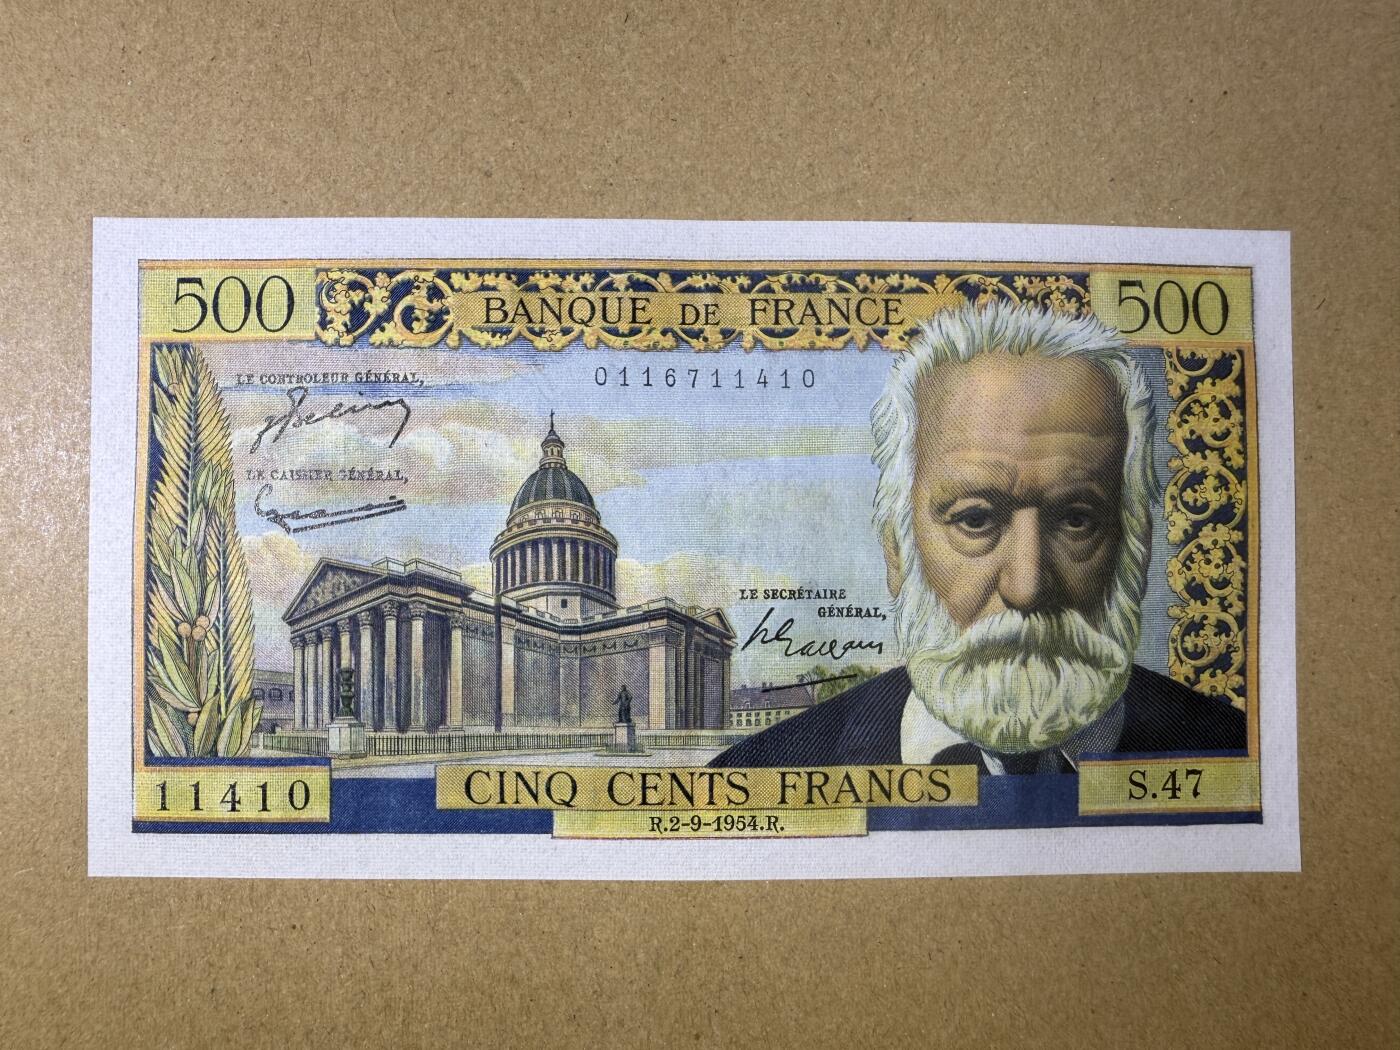 500
BANQUE DE FRANCE
500
LE CONTROLEUR GÉNÉRAL,
0116711410
LE CAISSIER GÉNÉRAL,
LE SECRÉTAIRE
GÉNÉRAL,
11410
CINQ CENTS FRANCS
S.47
R.2-9-1954.R.